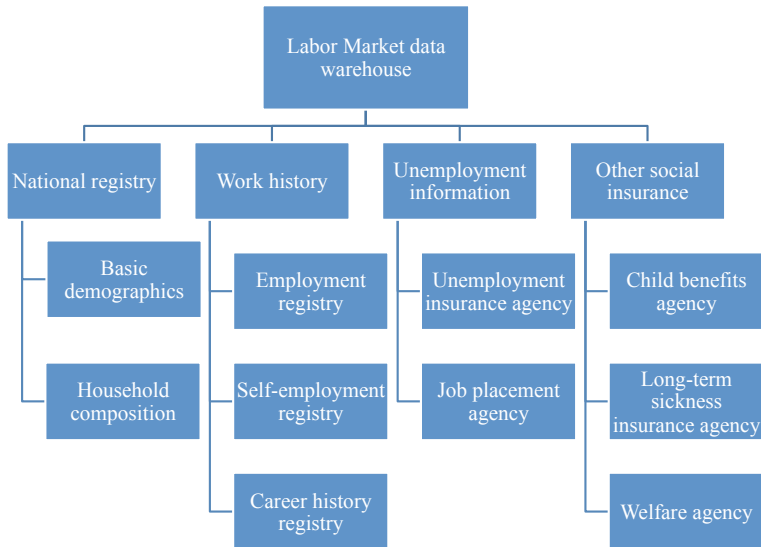 Labor Market data
warehouse
National registry
Work history
Unemployment
information
Other social
insurance
Basic
demographics
Household
composition
Employment
registry
Self-employment
registry
Career history
registry
Unemployment
insurance agency
Job placement
agency
Child benefits
agency
Long-term
sickness
insurance agency
Welfare agency